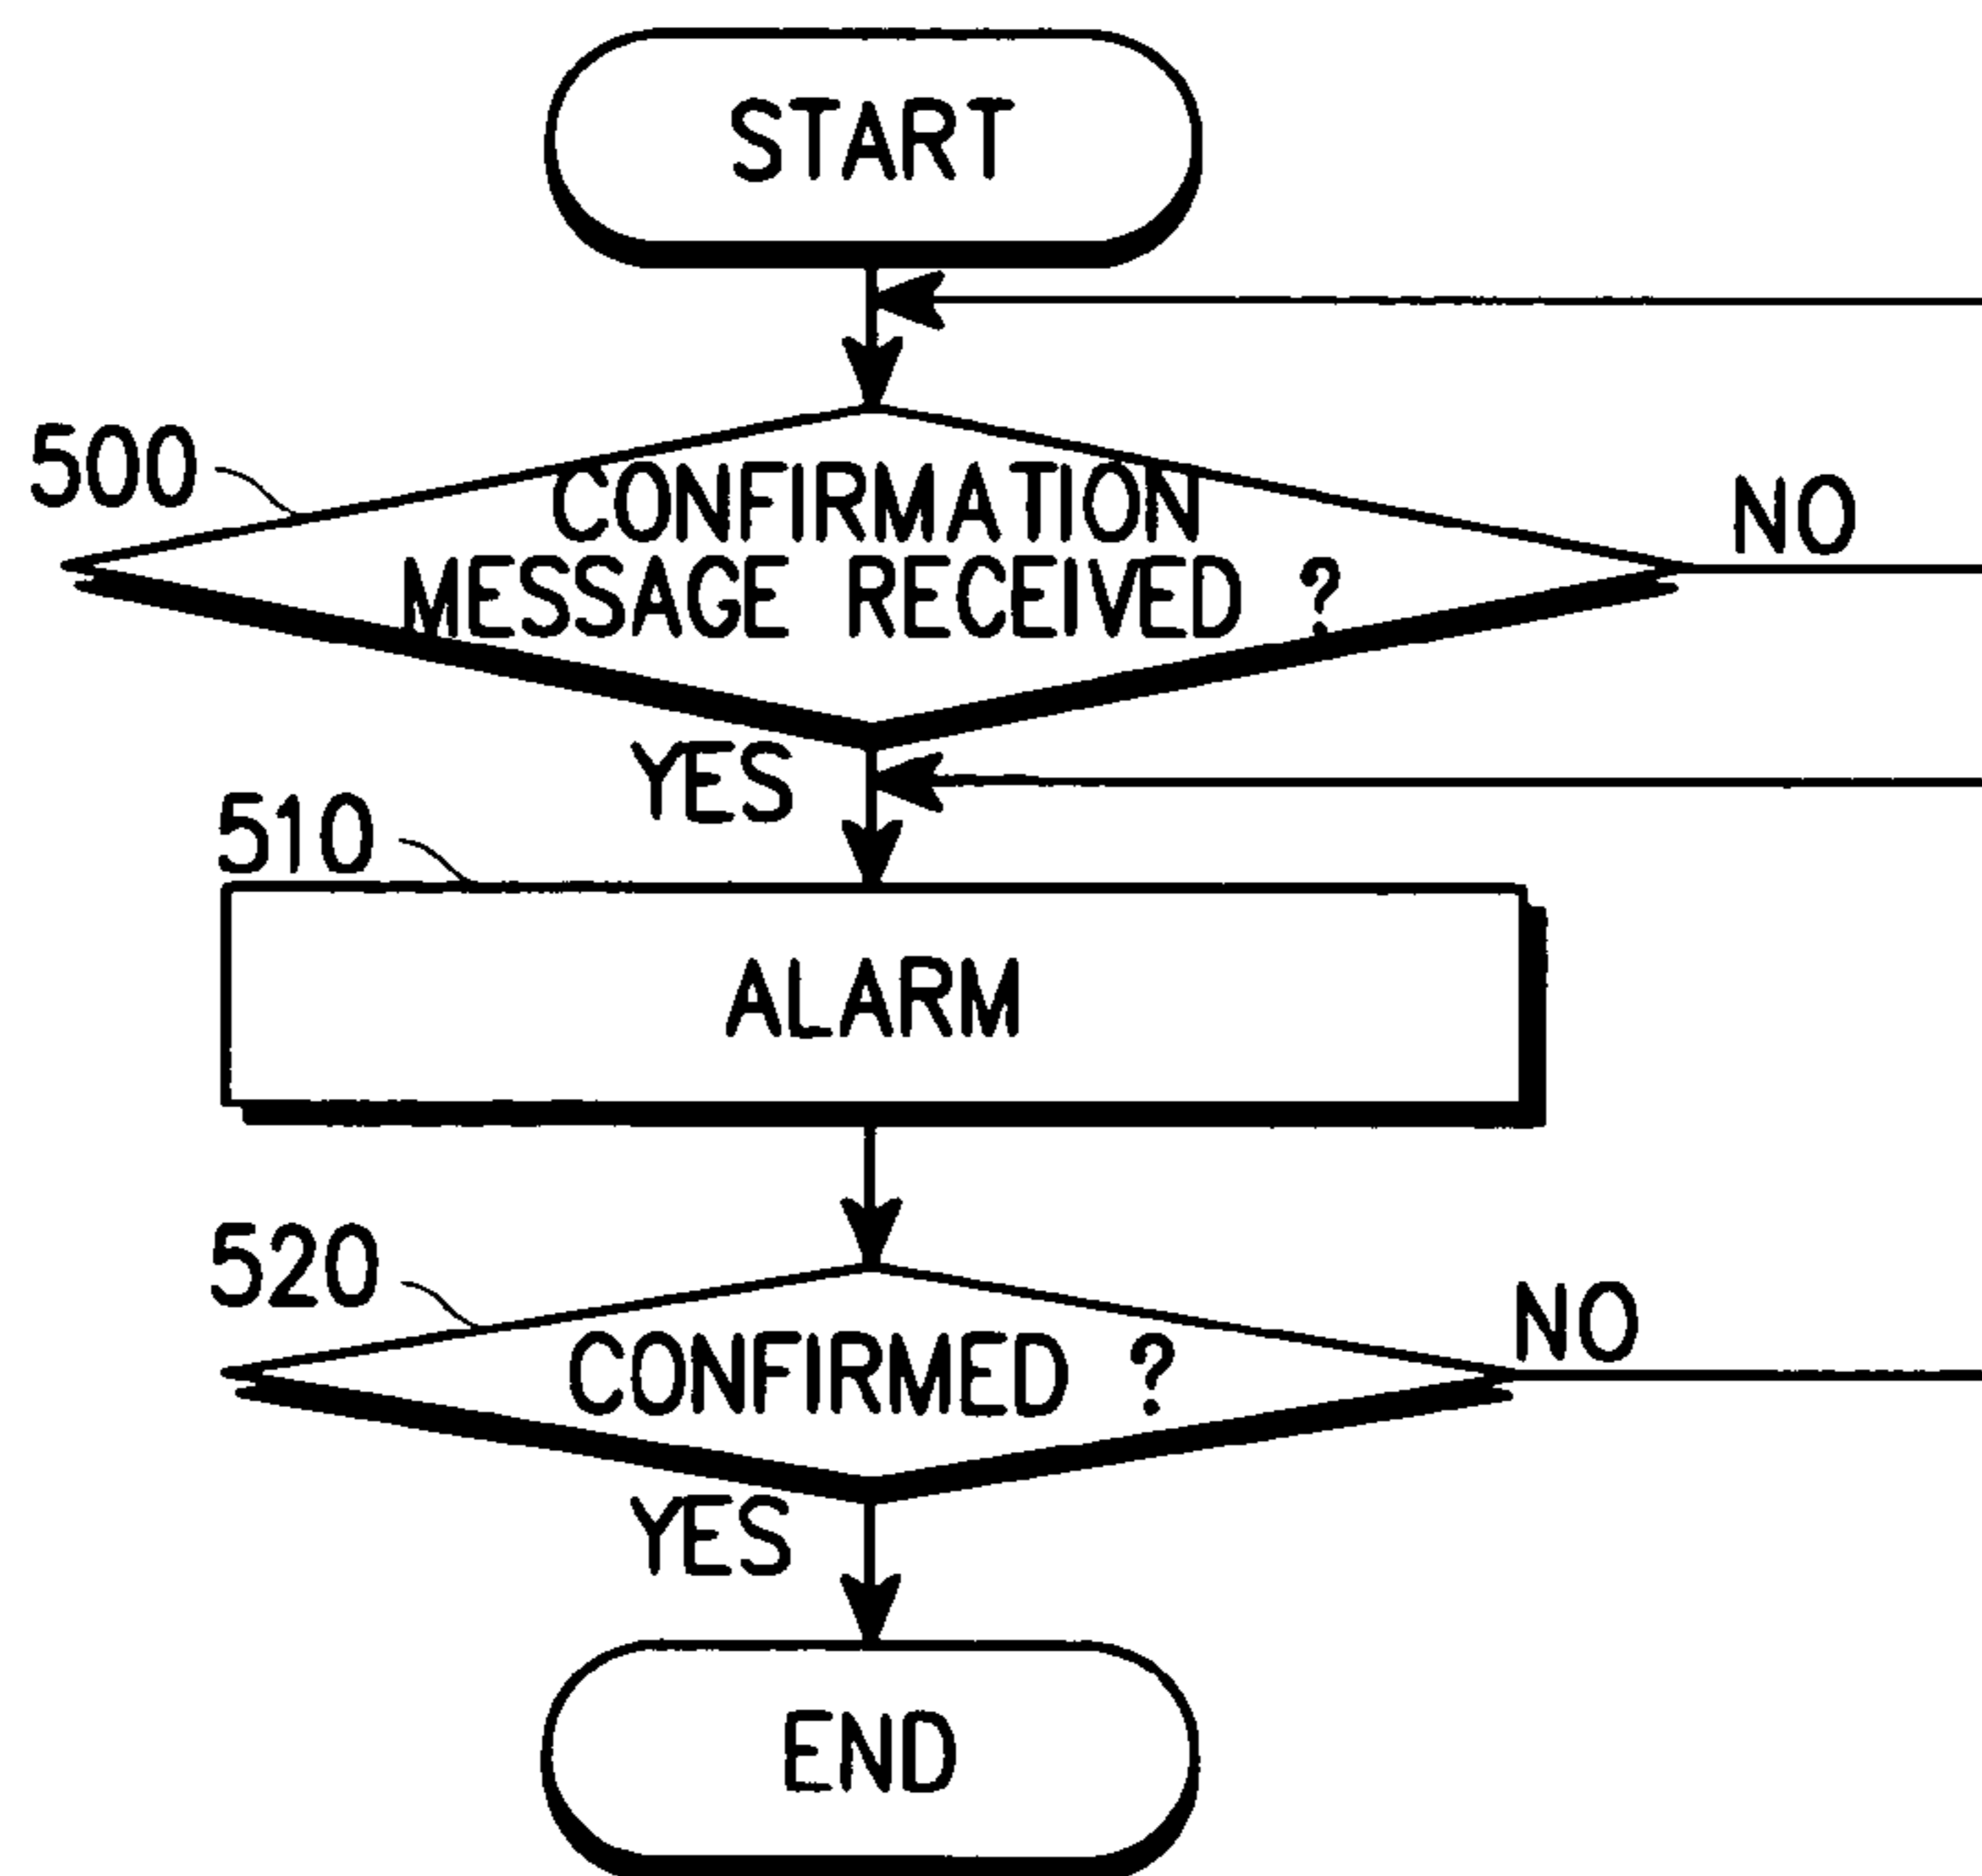 START
500
CONFIRMATION
MESSAGE RECEIVED ?
NO
YES
510
ALARM
520
CONFIRMED ?
NO
YES
END